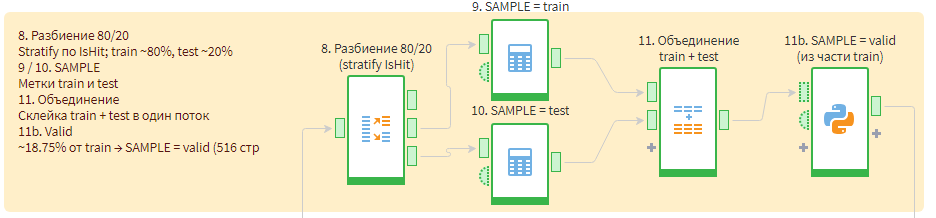 8. Разбиение 80/20
Stratify по IsHit; train ~80%, test ~20%
9 / 10. SAMPLE
Метки train и test
11. Объединение
Склейка train + test в один поток
11b. Valid
~18.75% от train → SAMPLE = valid (516 стр
8. Разбиение 80/20
(stratify IsHit)
9. SAMPLE = train
10. SAMPLE = test
11. Объединение
train + test
11b. SAMPLE = valid
(из части train)